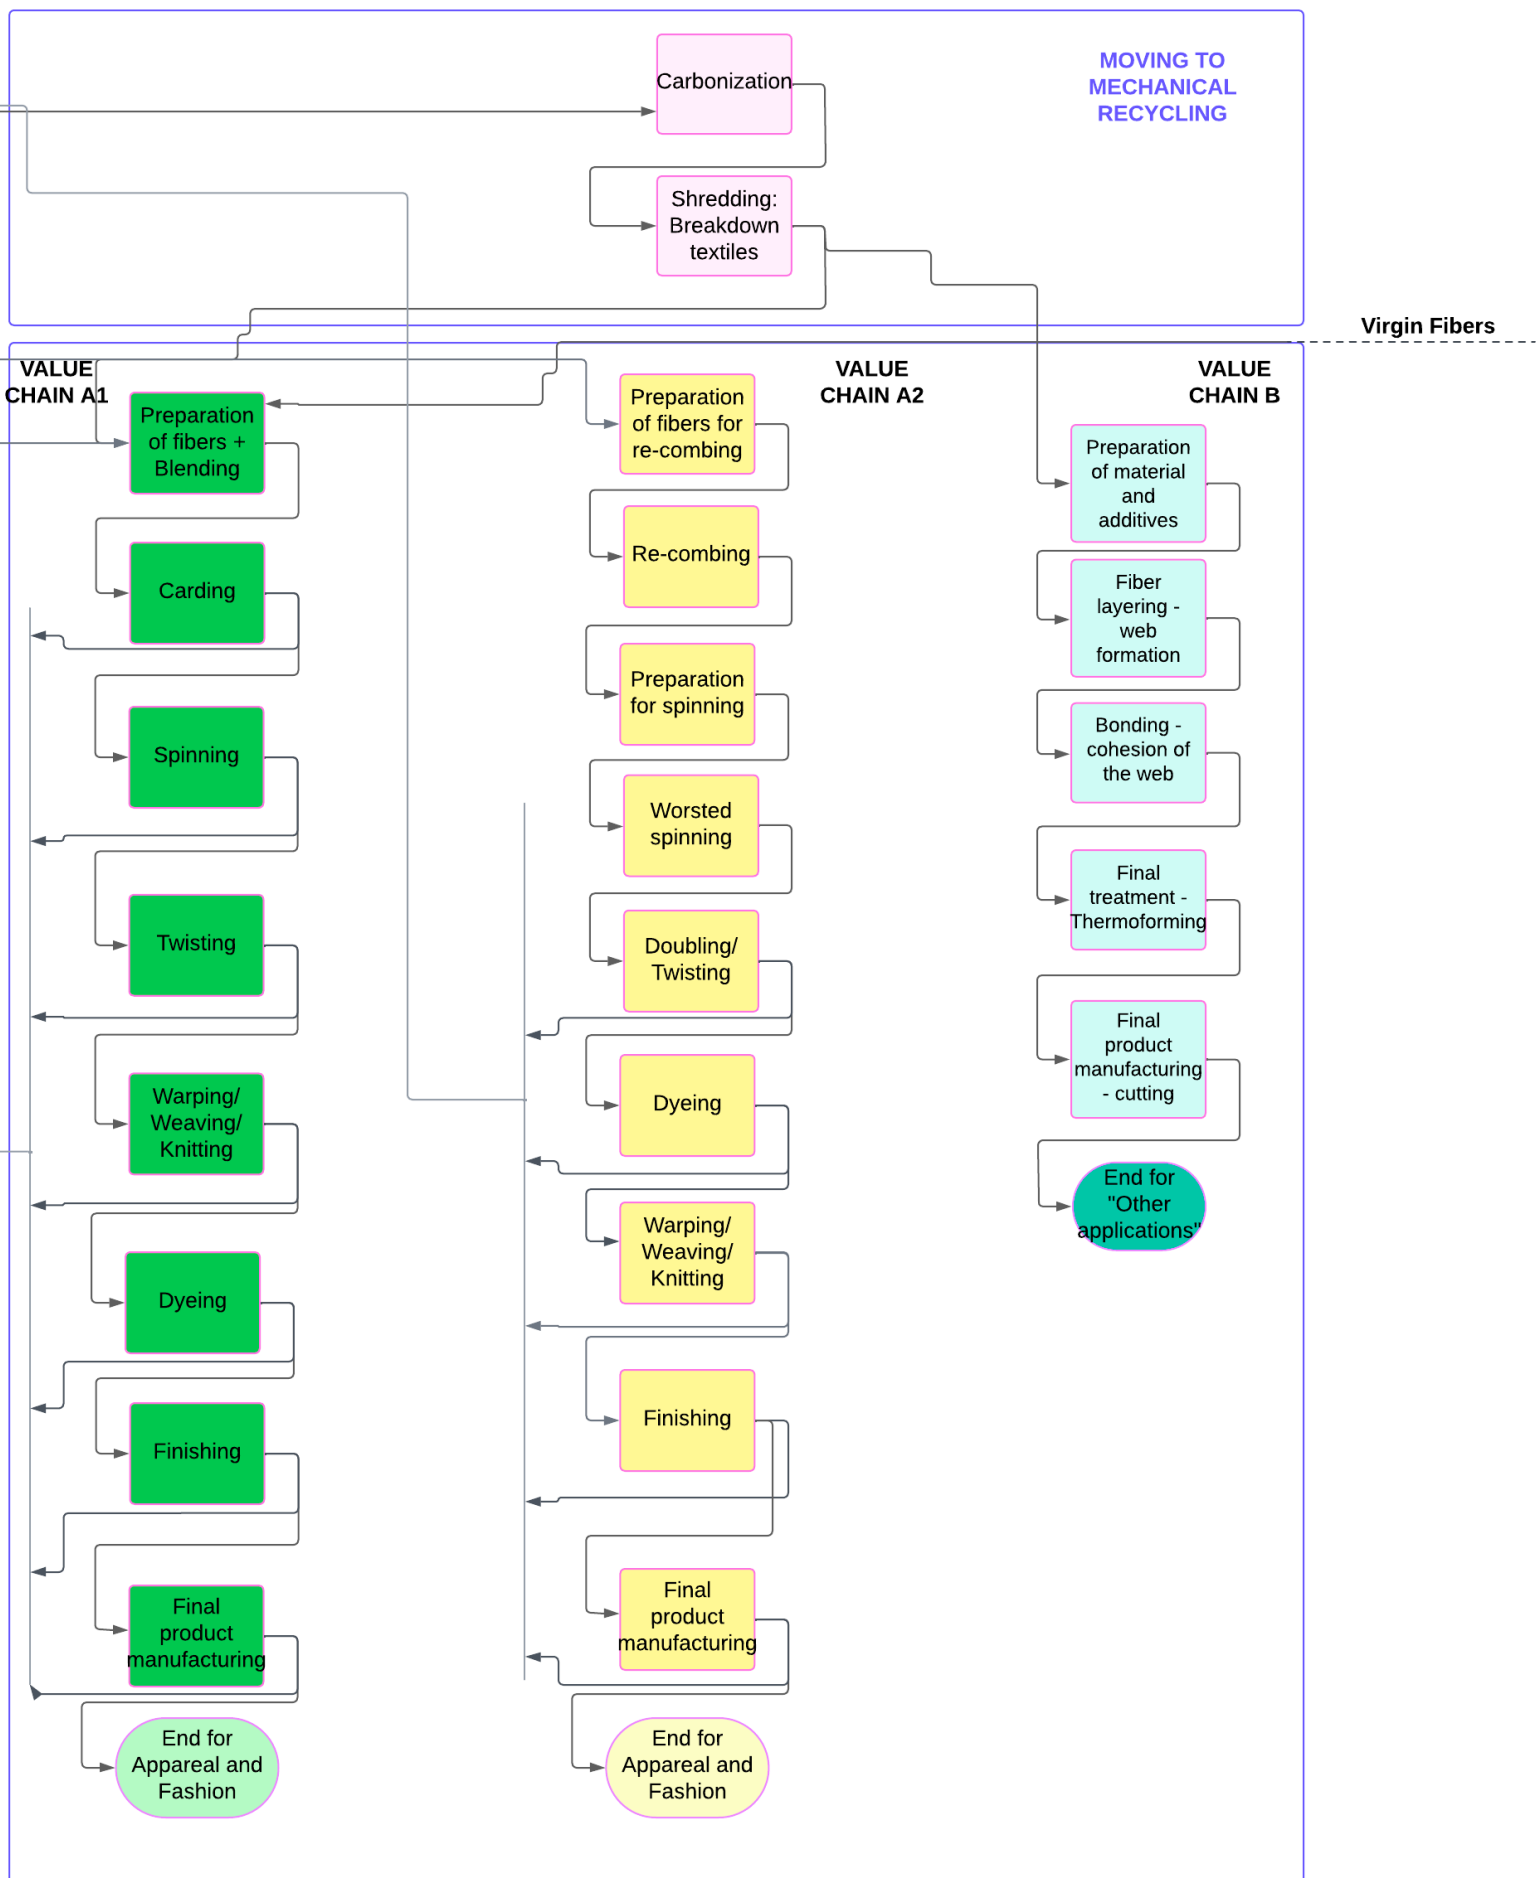 Carbonization
MOVING TO
MECHANICAL
RECYCLING
Shredding:
Breakdown
textiles
Virgin Fibers
VALUE
CHAIN A1
Preparation
of fibers +
Blending
Carding
Spinning
Twisting
Warping/
Weaving/
Knitting
Dyeing
Finishing
Final
product
manufacturing
End for
Appareal and
Fashion
VALUE
CHAIN A2
Preparation
of fibers for
re-combing
Re-combing
Preparation
for spinning
Worsted
spinning
Doubling/
Twisting
Dyeing
Warping/
Weaving/
Knitting
Finishing
Final
product
manufacturing
End for
Appareal and
Fashion
VALUE
CHAIN B
Preparation
of material
and
additives
Fiber
layering -
web
formation
Bonding -
cohesion of
the web
Final
treatment -
Thermoforming
Final
product
manufacturing
- cutting
End for
"Other
applications"